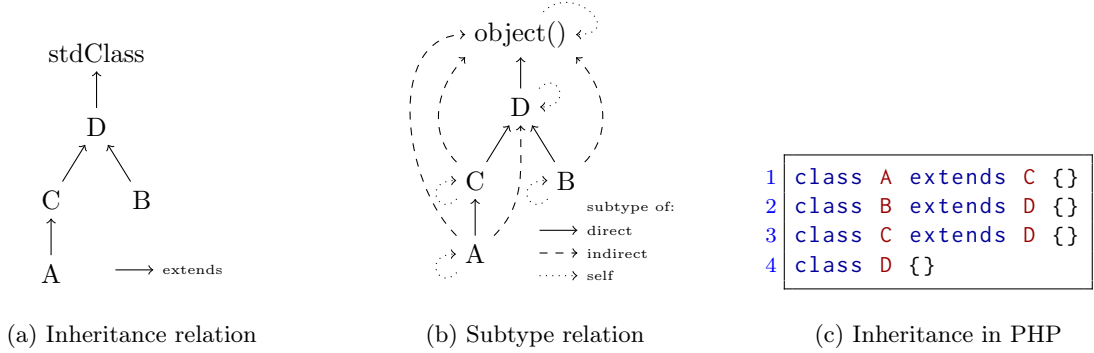 stdClass
D
C
B
A
extends
(a) Inheritance relation
object()
D
C
B
A
subtype of:
direct
indirect
self
(b) Subtype relation
1 class A extends C {}
2 class B extends D {}
3 class C extends D {}
4 class D {}
(c) Inheritance in PHP